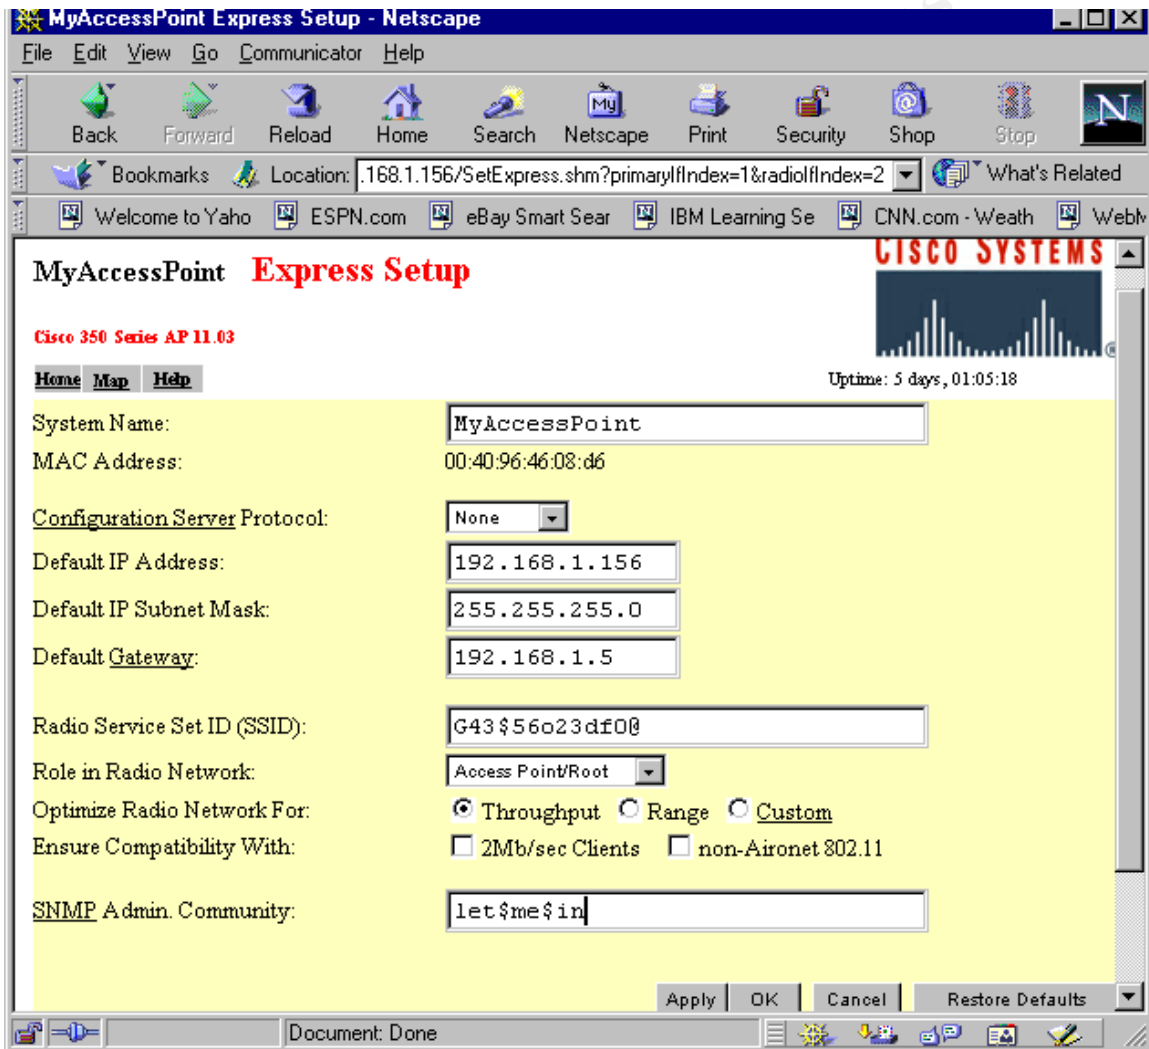 MyAccessPoint Express Setup - Netscape
File Edit View Go Communicator Help
Back Forward Reload Home Search Netscape Print Security Shop Stop
N
Bookmarks Location: .168.1.156/SetExpress.shm?primaryIfIndex=1&radioIfIndex=2 What's Related
Welcome to Yaho ESPN.com eBay Smart Sear IBM Learning Se CNN.com - Weath
CISCO SYSTEMS
MyAccessPoint Express Setup
Cisco 350 Series AP 11.03
Home Map Help Uptime: 5 days, 01:05:18
System Name: MyAccessPoint
MAC Address: 00:40:96:46:08:d6
Configuration Server Protocol: None
Default IP Address: 192.168.1.156
Default IP Subnet Mask: 255.255.255.0
Default Gateway: 192.168.1.5
Radio Service Set ID (SSID): G43$56o23df0@
Role in Radio Network: Access Point/Root
Optimize Radio Network For: Throughput Range Custom
Ensure Compatibility With: 2Mb/sec Clients non-Aironet 802.11
SNMP Admin. Community: let$me$in
Apply OK Cancel Restore Defaults
Document: Done